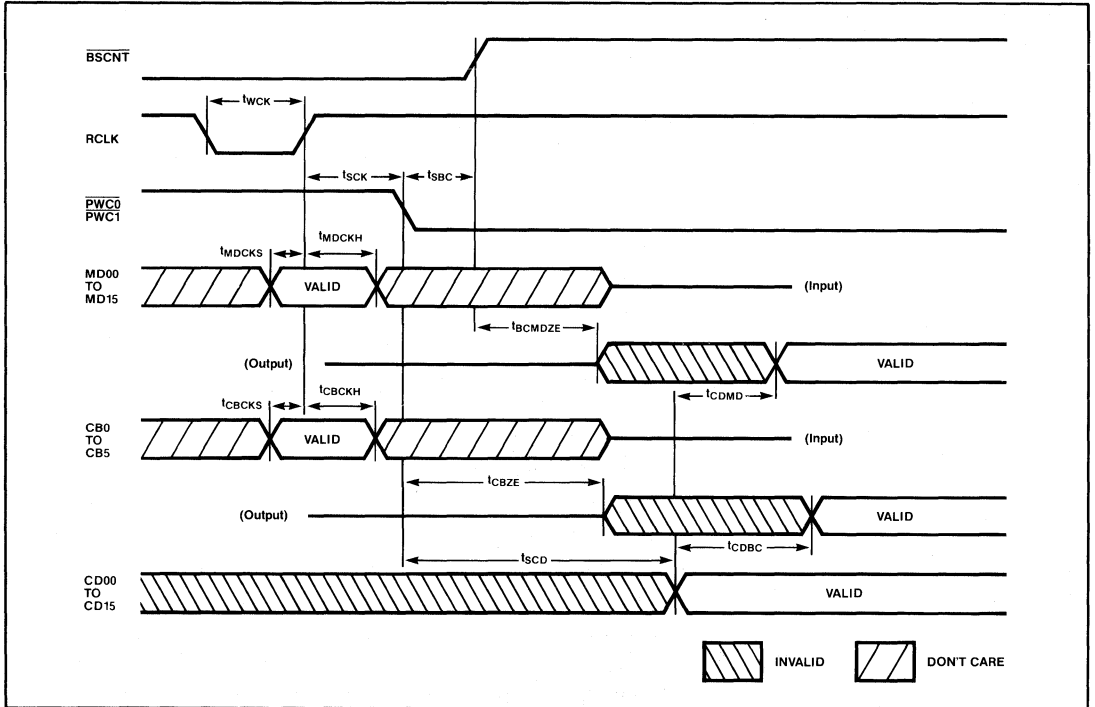 BSCNT
tWCK
RCLK
tSCK
tSBC
PWC0
PWC1
tMDCKS
tMDCKH
MD00
TO
MD15
VALID
(Input)
tBCMDZE
(Output)
VALID
tCDMD
tCBCKS
tCBCKH
CB0
TO
CB5
VALID
(Input)
tCBZE
(Output)
VALID
tCDBC
tSCD
CD00
TO
CD15
VALID
INVALID
DON'T CARE